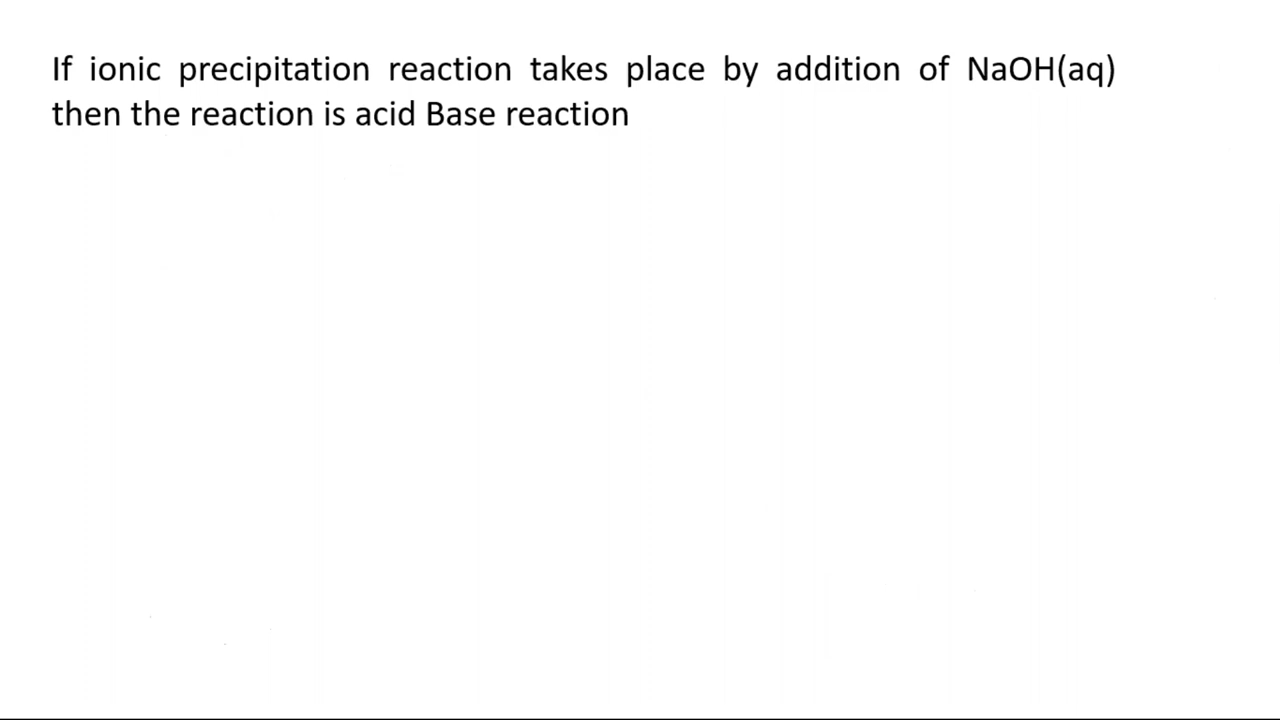 If ionic precipitation reaction takes place by addition of NaOH(aq)
then the reaction is acid Base reaction